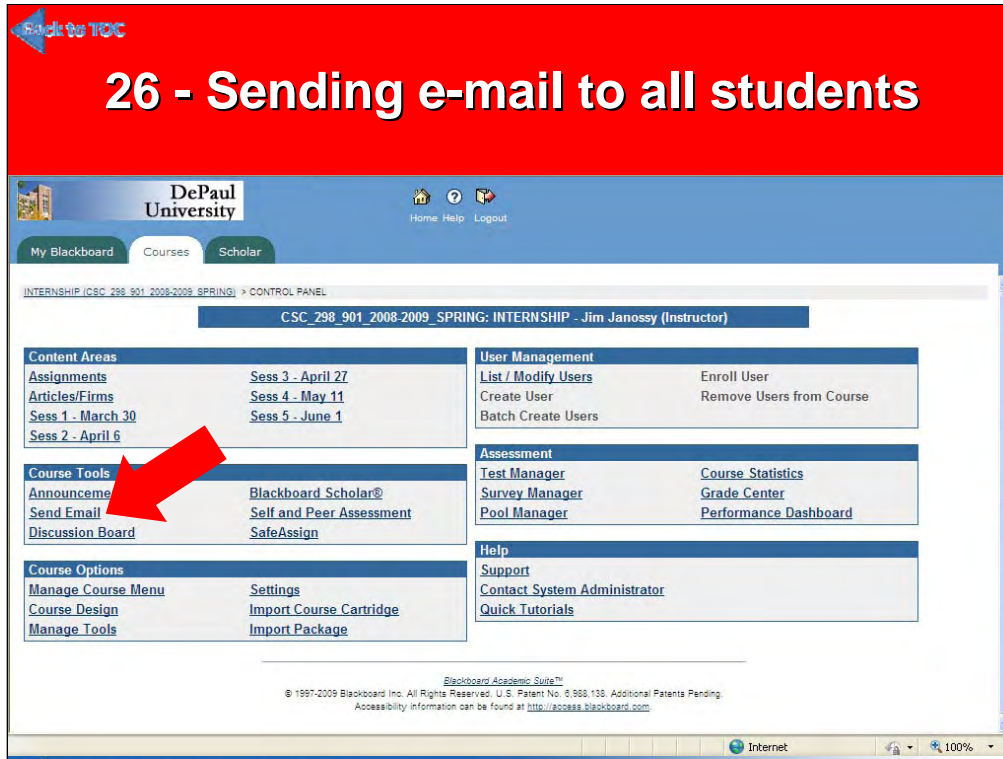 Back to TOC
26 - Sending e-mail to all students
DePaul
University
Home Help Logout
My Blackboard Courses Scholar
INTERNSHIP (CSC_298_901_2008-2009_SPRING) > CONTROL PANEL
CSC_298_901_2008-2009_SPRING: INTERNSHIP - Jim Janossy (Instructor)
Content Areas
Assignments Sess 3 - April 27
Articles/Firms Sess 4 - May 11
Sess 1 - March 30 Sess 5 - June 1
Sess 2 - April 6
Course Tools
Announceme Blackboard Scholar®
Send Email Self and Peer Assessment
Discussion Board SafeAssign
Course Options
Manage Course Menu Settings
Course Design Import Course Cartridge
Manage Tools Import Package
User Management
List / Modify Users Enroll User
Create User Remove Users from Course
Batch Create Users
Assessment
Test Manager Course Statistics
Survey Manager Grade Center
Pool Manager Performance Dashboard
Help
Support
Contact System Administrator
Quick Tutorials
Blackboard Academic Suite™
© 1997-2009 Blackboard Inc. All Rights Reserved. U.S. Patent No. 6,988,138. Additional Patents Pending.
Accessibility information can be found at http://access.blackboard.com.
Internet 100%